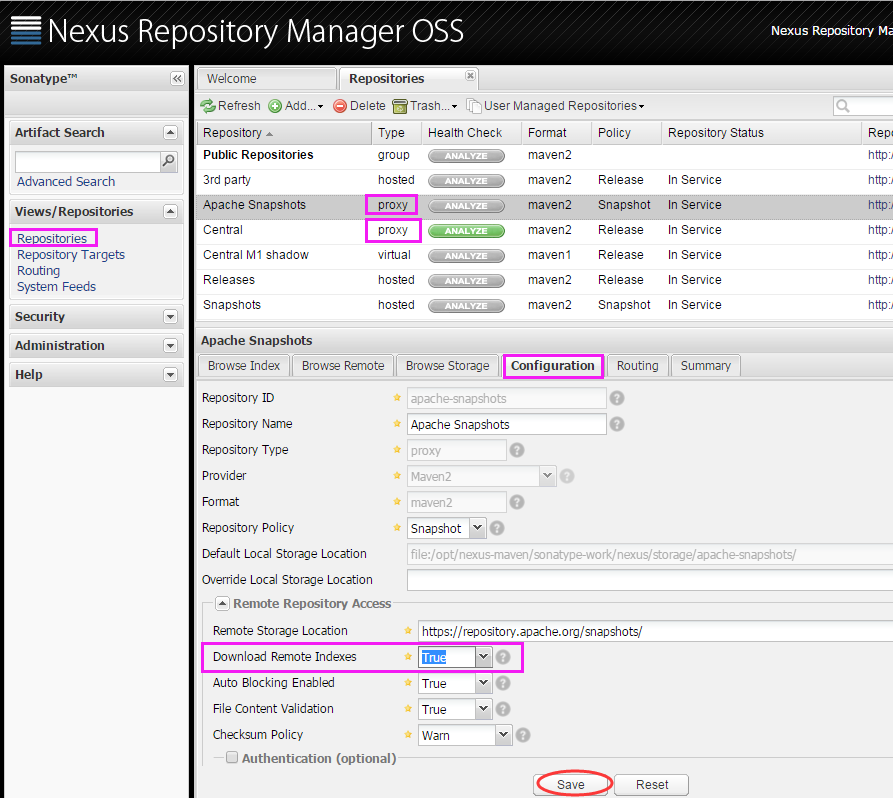 Nexus Repository Manager OSS
Nexus Repository Ma
Sonatype™
Welcome
Repositories
Refresh Add... Delete Trash... User Managed Repositories
Artifact Search
Advanced Search
Views/Repositories
Repositories
Repository Targets
Routing
System Feeds
Security
Administration
Help
Repository Type Health Check Format Policy Repository Status Repo
Public Repositories group ANALYZE maven2 http:/
3rd party hosted ANALYZE maven2 Release In Service http:/
Apache Snapshots proxy ANALYZE maven2 Snapshot In Service http:/
Central proxy ANALYZE maven2 Release In Service http:/
Central M1 shadow virtual ANALYZE maven1 Release In Service http:/
Releases hosted ANALYZE maven2 Release In Service http:/
Snapshots hosted ANALYZE maven2 Snapshot In Service http:/
Apache Snapshots
Browse Index Browse Remote Browse Storage Configuration Routing Summary
Repository ID apache-snapshots
Repository Name Apache Snapshots
Repository Type proxy
Provider Maven2
Format maven2
Repository Policy Snapshot
Default Local Storage Location file:/opt/nexus-maven/sonatype-work/nexus/storage/apache-snapshots/
Override Local Storage Location
Remote Repository Access
Remote Storage Location https://repository.apache.org/snapshots/
Download Remote Indexes True
Auto Blocking Enabled True
File Content Validation True
Checksum Policy Warn
Authentication (optional)
Save Reset